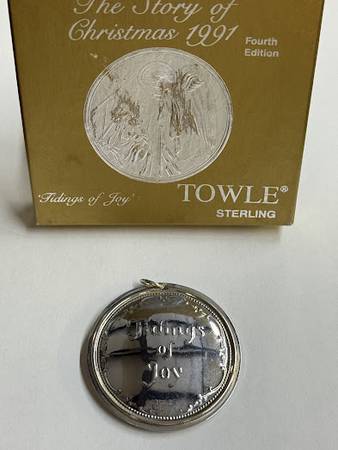 The Story of
Christmas 1991
Fourth
Edition
'Tidings of Joy'
TOWLE®
STERLING
Tidings
of
Joy